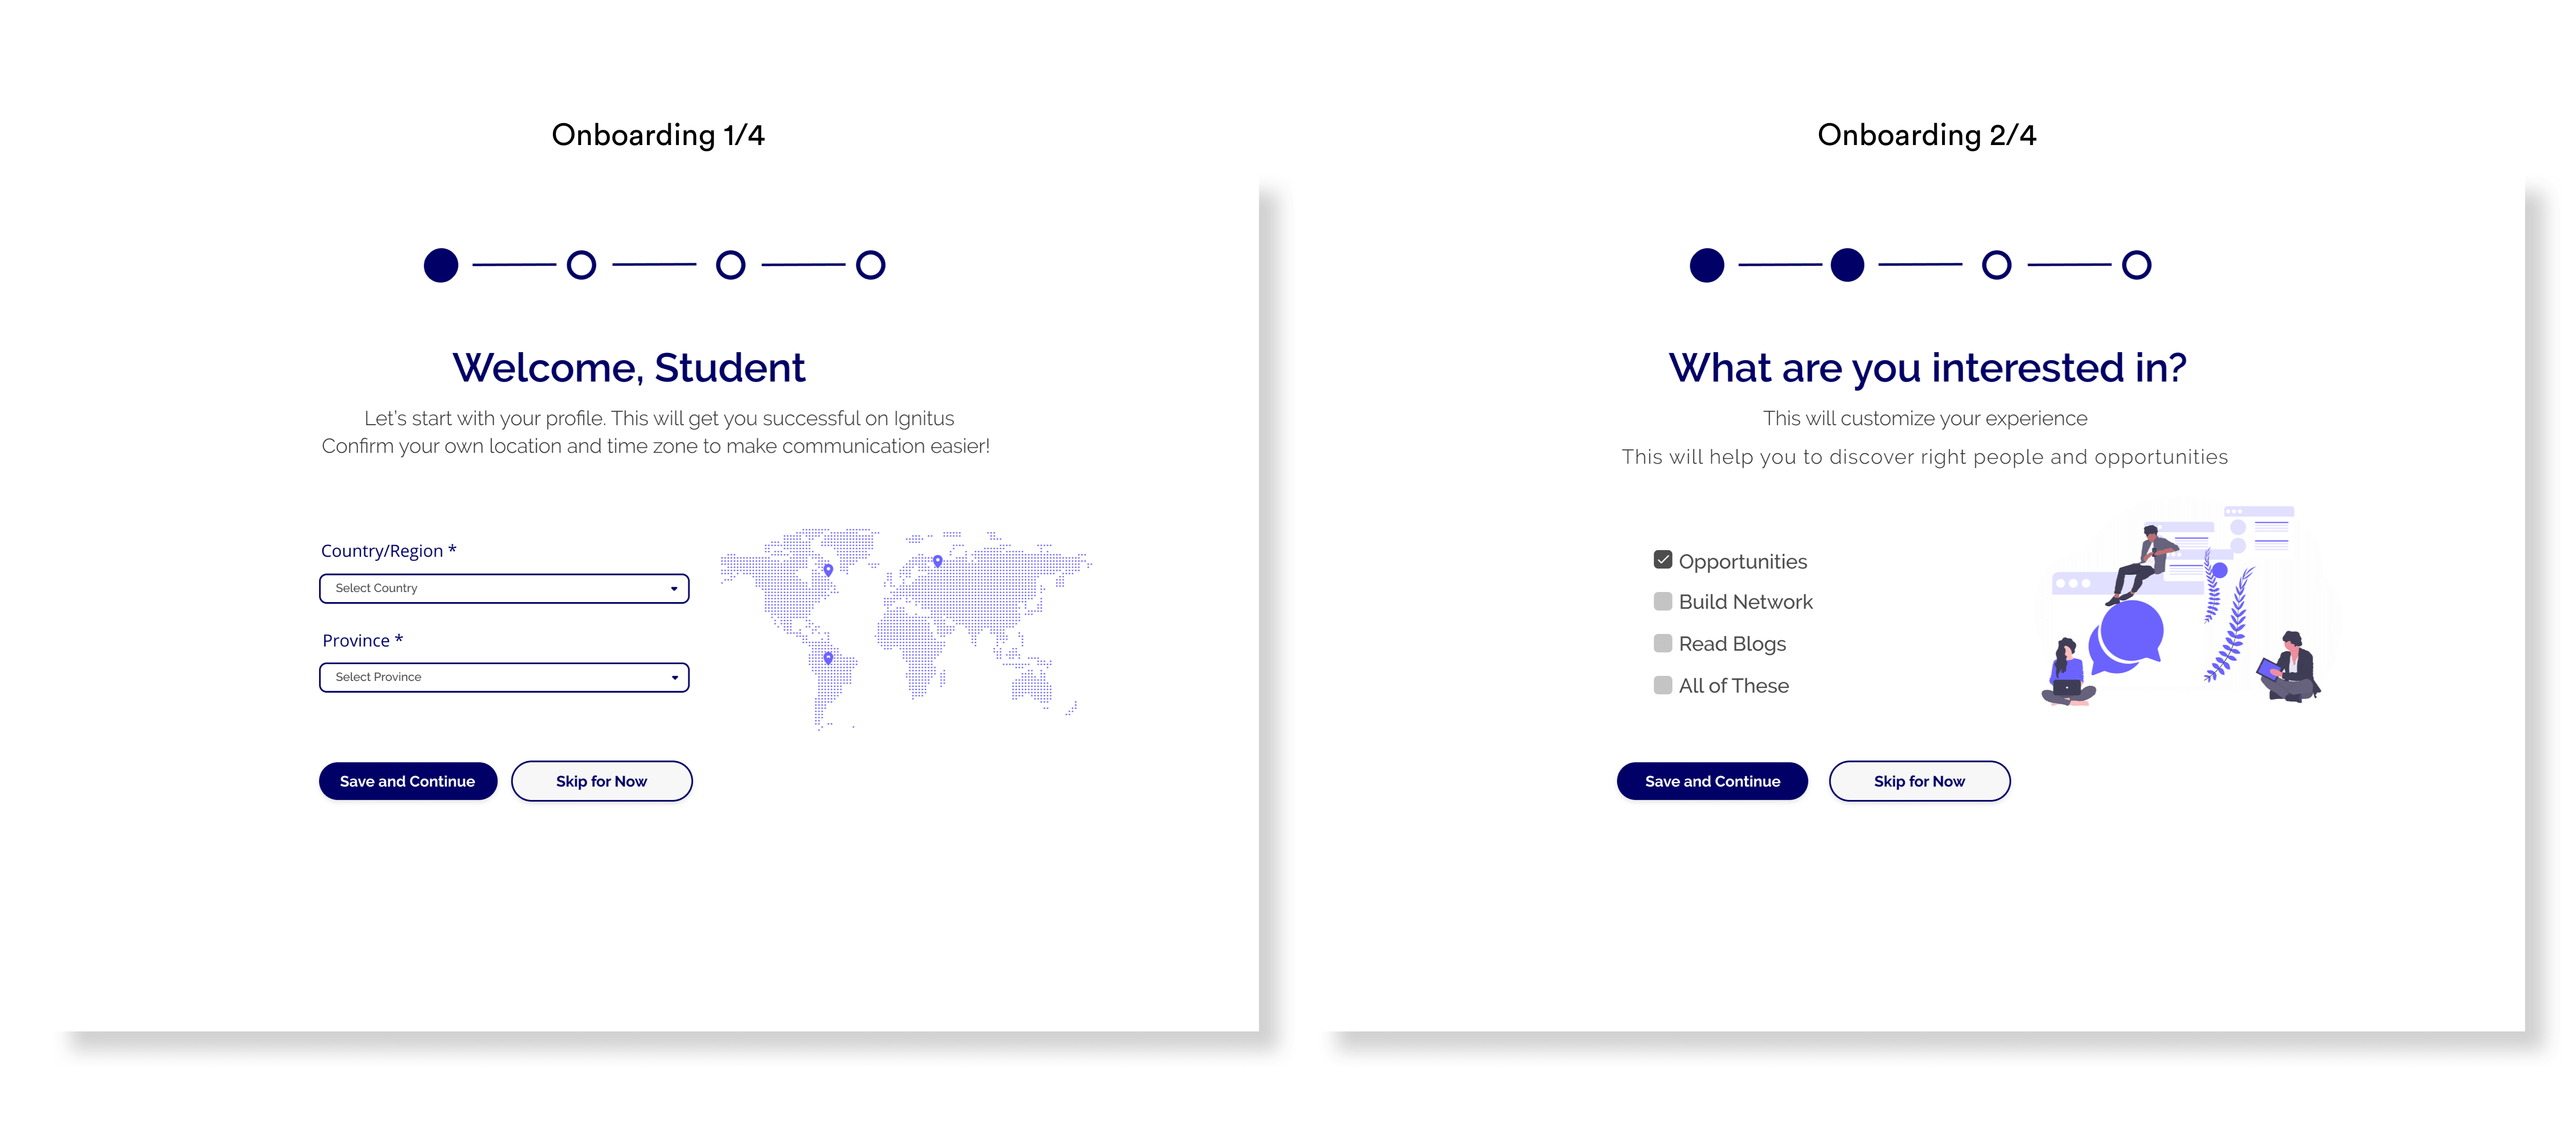 Onboarding 1/4
Welcome, Student
Let's start with your profile. This will get you successful on Ignitus
Confirm your own location and time zone to make communication easier!
Country/Region *
Select Country
Province *
Select Province
Save and Continue
Skip for Now
Onboarding 2/4
What are you interested in?
This will customize your experience
This will help you to discover right people and opportunities
Opportunities
Build Network
Read Blogs
All of These
Save and Continue
Skip for Now